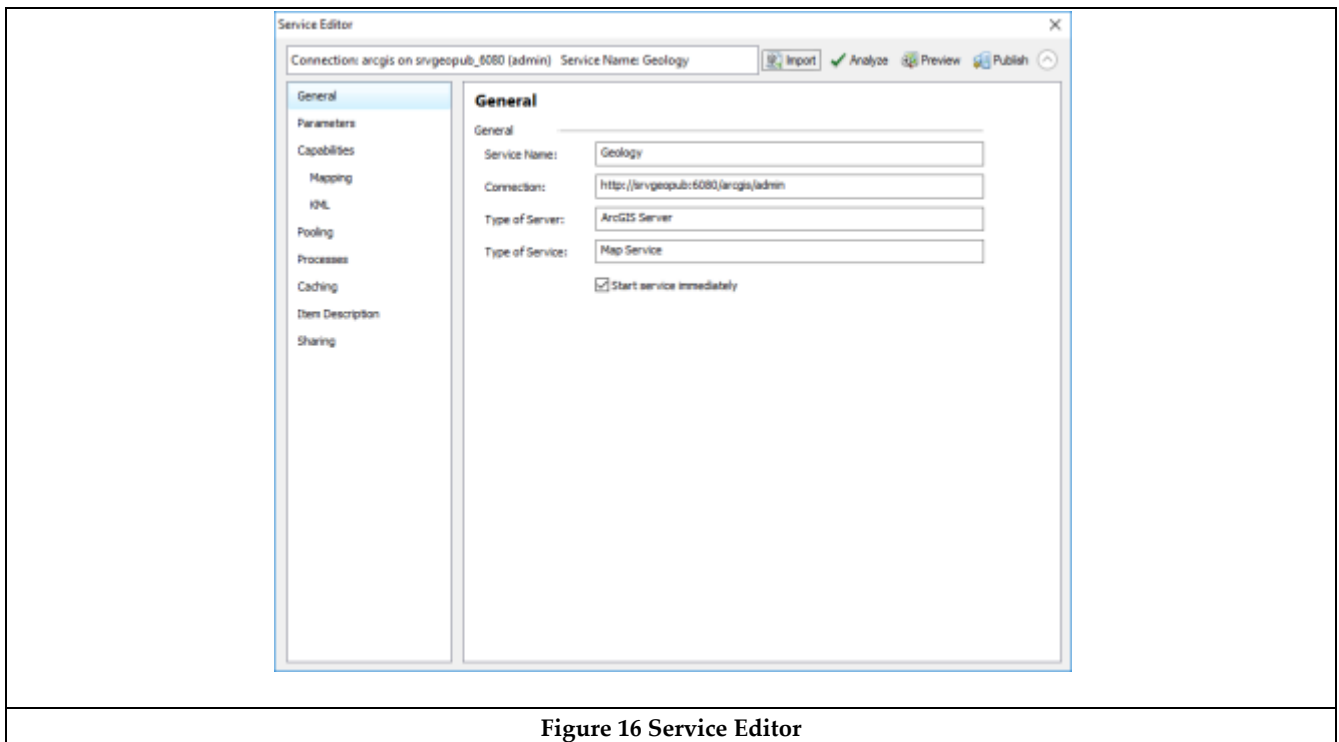 Service Editor
Connection: arcgis on srvgeopub_6080 (admin) Service Name: Geology
Import Analyze Preview Publish
General
Parameters
Capabilities
Mapping
KML
Pooling
Processes
Caching
Item Description
Sharing
General
General
Service Name: Geology
Connection: http://srvgeopub:6080/arcgis/admin
Type of Server: ArcGIS Server
Type of Service: Map Service
Start service immediately
Figure 16 Service Editor